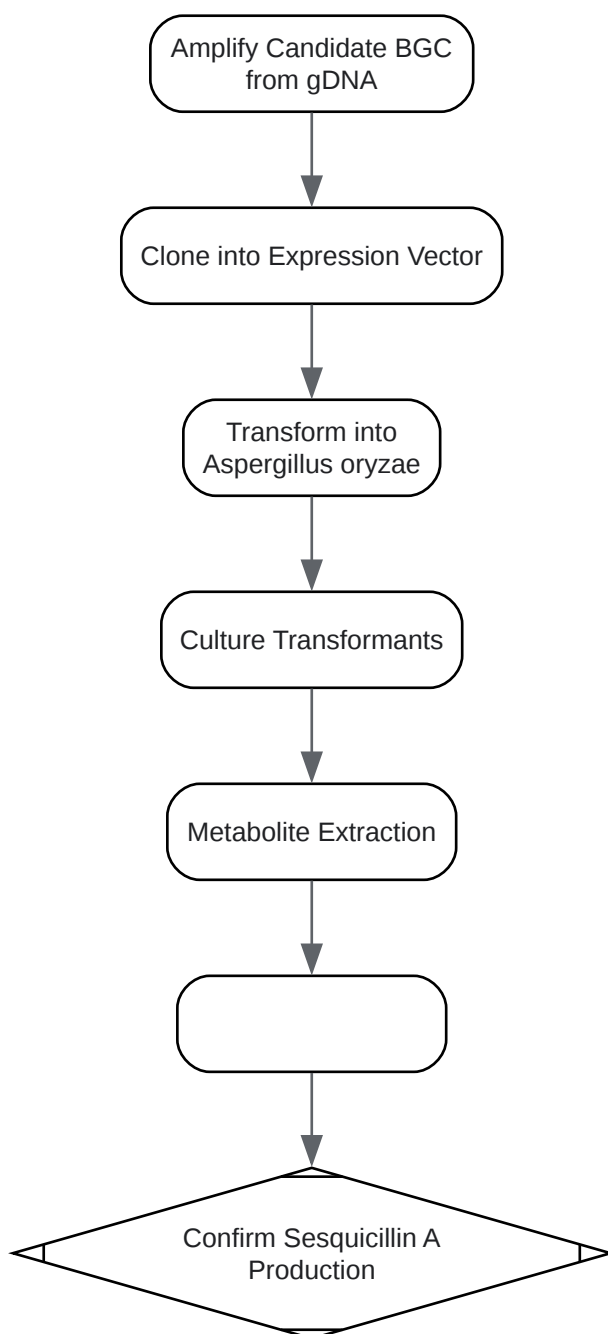 Amplify Candidate BGC
from gDNA
Clone into Expression Vector
Transform into
Aspergillus oryzae
Culture Transformants
Metabolite Extraction
Confirm Sesquicillin A
Production